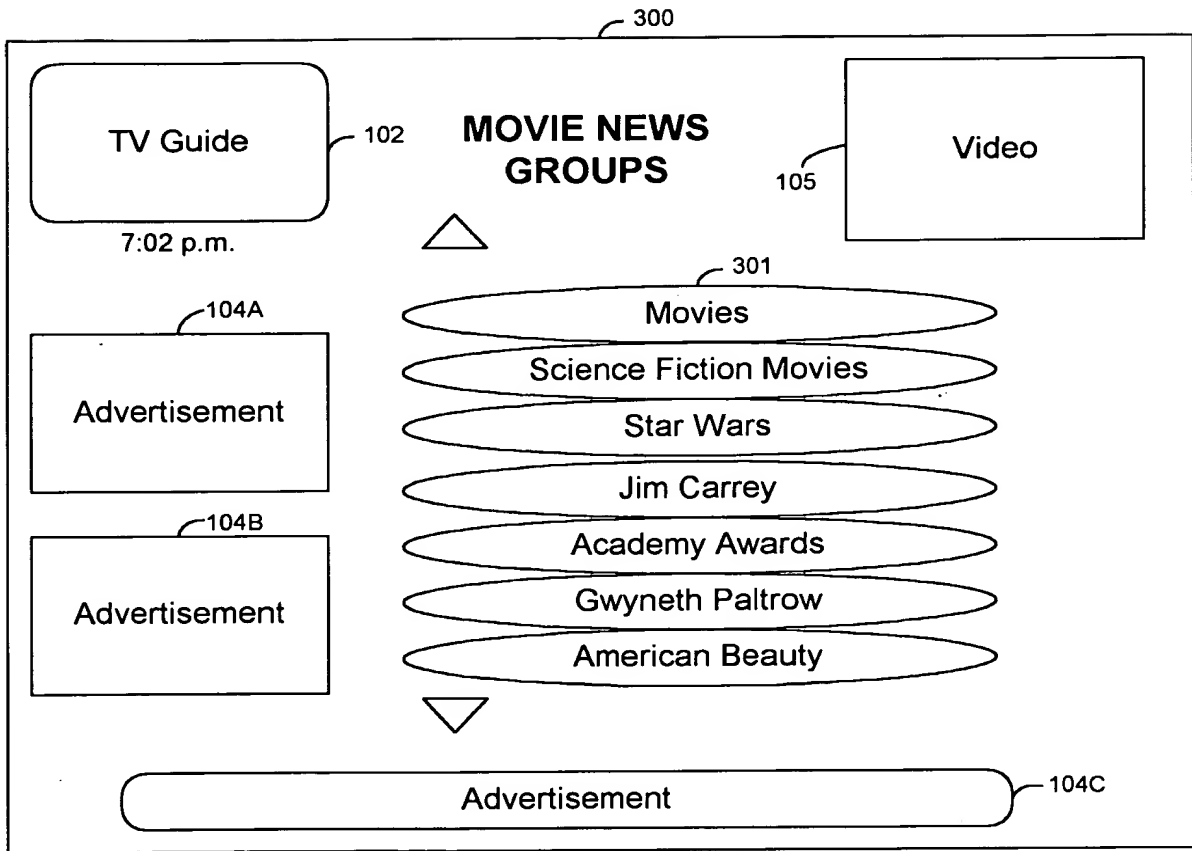 300
TV Guide
102
MOVIE NEWS
GROUPS
Video
105
7:02 p.m.
301
Movies
104A
Science Fiction Movies
Advertisement
Star Wars
Jim Carrey
104B
Academy Awards
Advertisement
Gwyneth Paltrow
American Beauty
Advertisement
104C